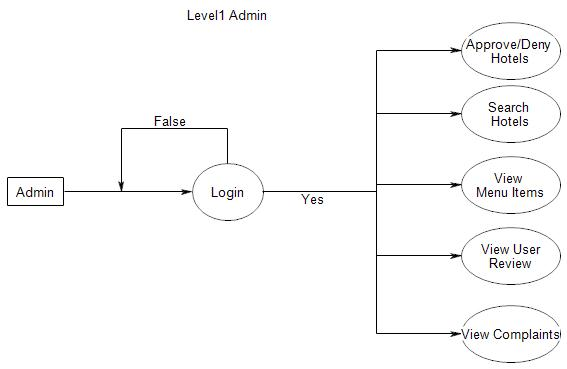 Level1 Admin
Approve/Deny
Hotels
Search
Hotels
False
Admin
Login
Yes
View
Menu Items
View User
Review
View Complaints